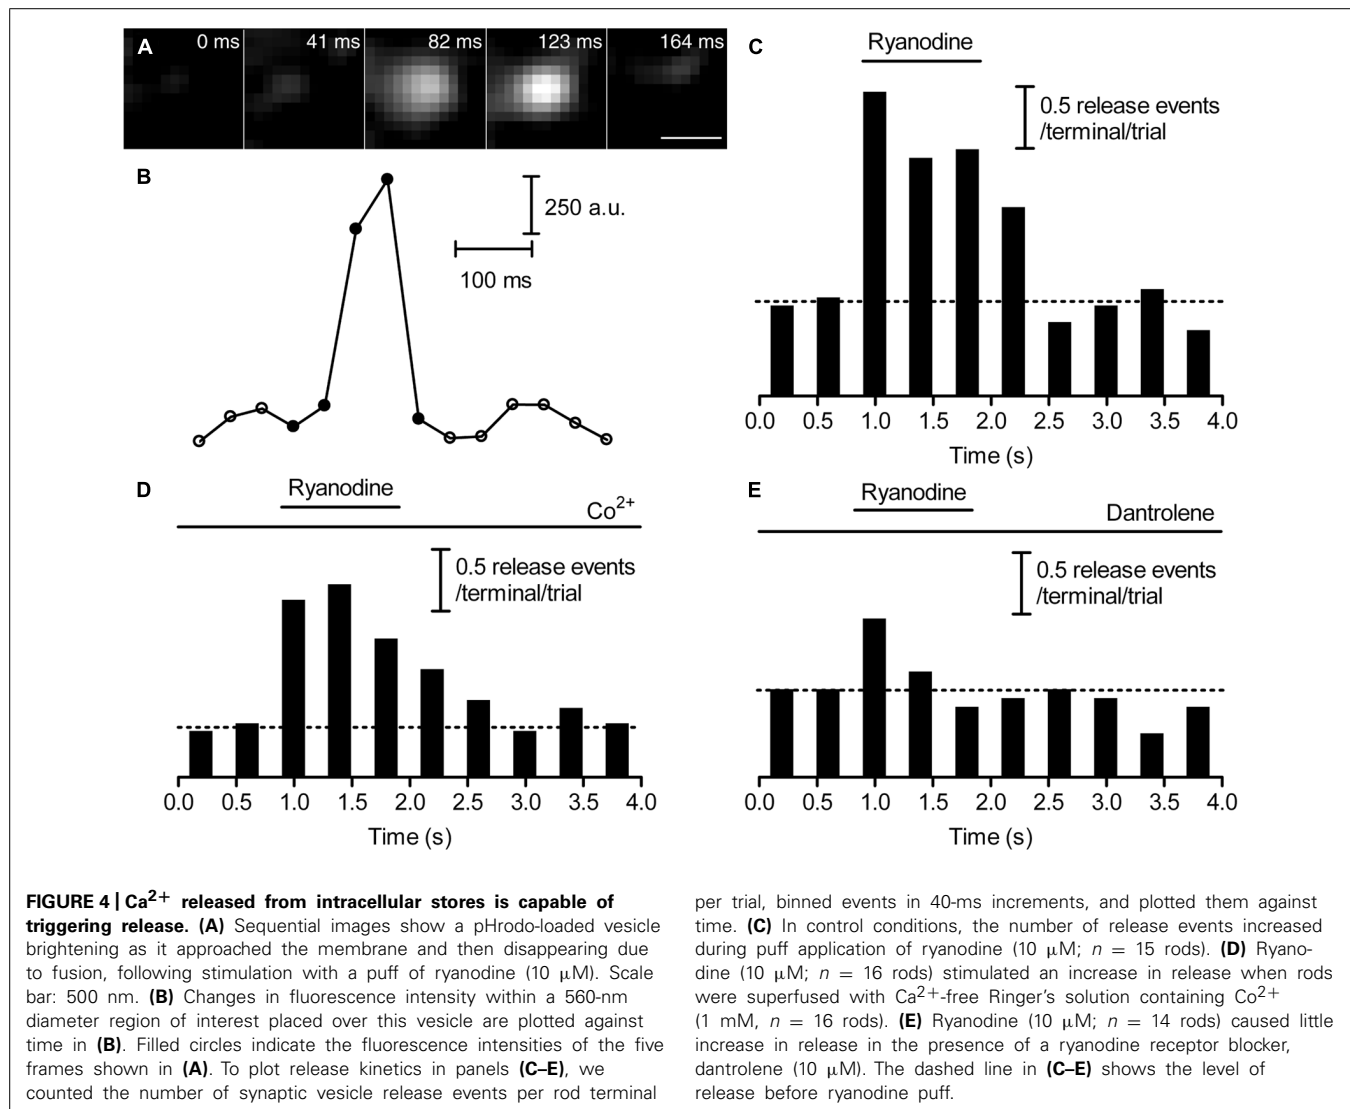 A
0 ms
41 ms
82 ms
123 ms
164 ms
B
250 a.u.
100 ms
C
Ryanodine
0.5 release events
/terminal/trial
0.0 0.5 1.0 1.5 2.0 2.5 3.0 3.5 4.0
Time (s)
D
Ryanodine
Co2+
0.5 release events
/terminal/trial
0.0 0.5 1.0 1.5 2.0 2.5 3.0 3.5 4.0
Time (s)
E
Ryanodine
Dantrolene
0.5 release events
/terminal/trial
0.0 0.5 1.0 1.5 2.0 2.5 3.0 3.5 4.0
Time (s)
FIGURE 4 | Ca2+ released from intracellular stores is capable of
triggering release. (A) Sequential images show a pHrodo-loaded vesicle
brightening as it approached the membrane and then disappearing due
to fusion, following stimulation with a puff of ryanodine (10 μM). Scale
bar: 500 nm. (B) Changes in fluorescence intensity within a 560-nm
diameter region of interest placed over this vesicle are plotted against
time in (B). Filled circles indicate the fluorescence intensities of the five
frames shown in (A). To plot release kinetics in panels (C–E), we
counted the number of synaptic vesicle release events per rod terminal
per trial, binned events in 40-ms increments, and plotted them against
time. (C) In control conditions, the number of release events increased
during puff application of ryanodine (10 μM; n = 15 rods). (D) Ryano-
dine (10 μM; n = 16 rods) stimulated an increase in release when rods
were superfused with Ca2+-free Ringer's solution containing Co2+
(1 mM, n = 16 rods). (E) Ryanodine (10 μM; n = 14 rods) caused little
increase in release in the presence of a ryanodine receptor blocker,
dantrolene (10 μM). The dashed line in (C–E) shows the level of
release before ryanodine puff.